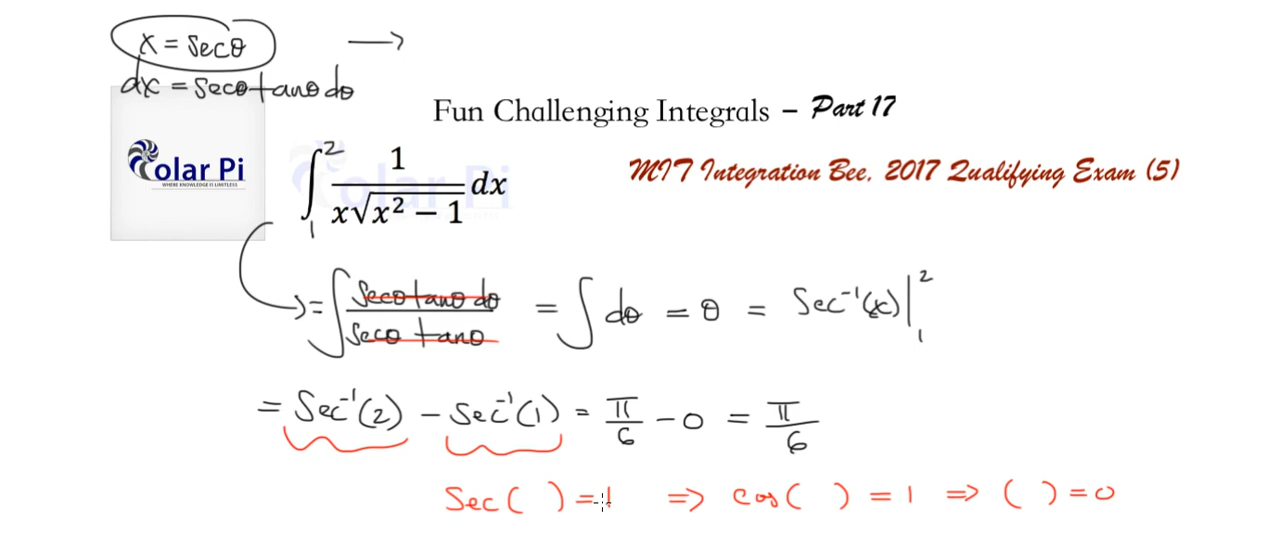 x = Secθ →
dx = Secθ tanθ dθ
Fun Challenging Integrals – Part 17
olar Pi
WHERE KNOWLEDGE IS LIMITLESS
MIT Integration Bee, 2017 Qualifying Exam (5)
∫₁² 1/(x√(x² − 1)) dx
= ∫ Secθ tanθ dθ / Secθ tanθ = ∫ dθ = θ = Sec⁻¹(x)|₁²
= Sec⁻¹(2) − Sec⁻¹(1) = π/6 − 0 = π/6
Sec( ) = 1 ⇒ cos( ) = 1 ⇒ ( ) = 0